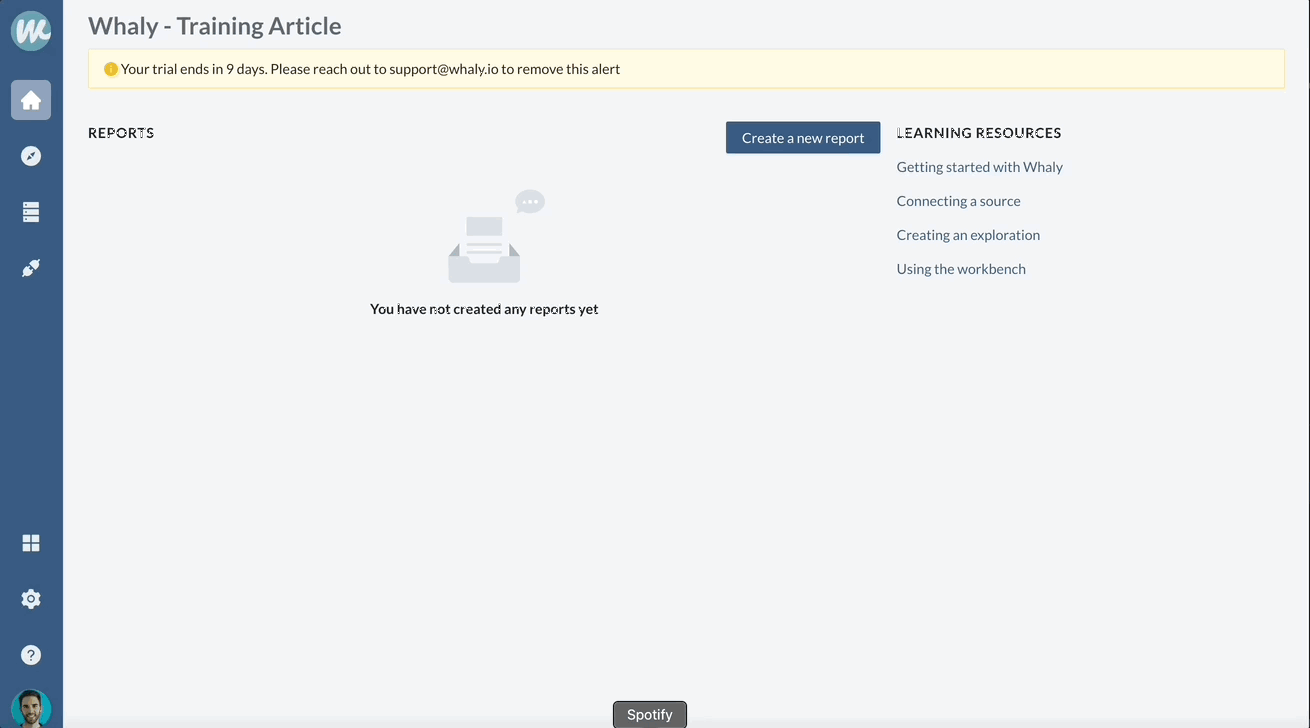 Whaly - Training Article
Your trial ends in 9 days. Please reach out to support@whaly.io to remove this alert
REPORTS
Create a new report
You have not created any reports yet
LEARNING RESOURCES
Getting started with Whaly
Connecting a source
Creating an exploration
Using the workbench
Spotify